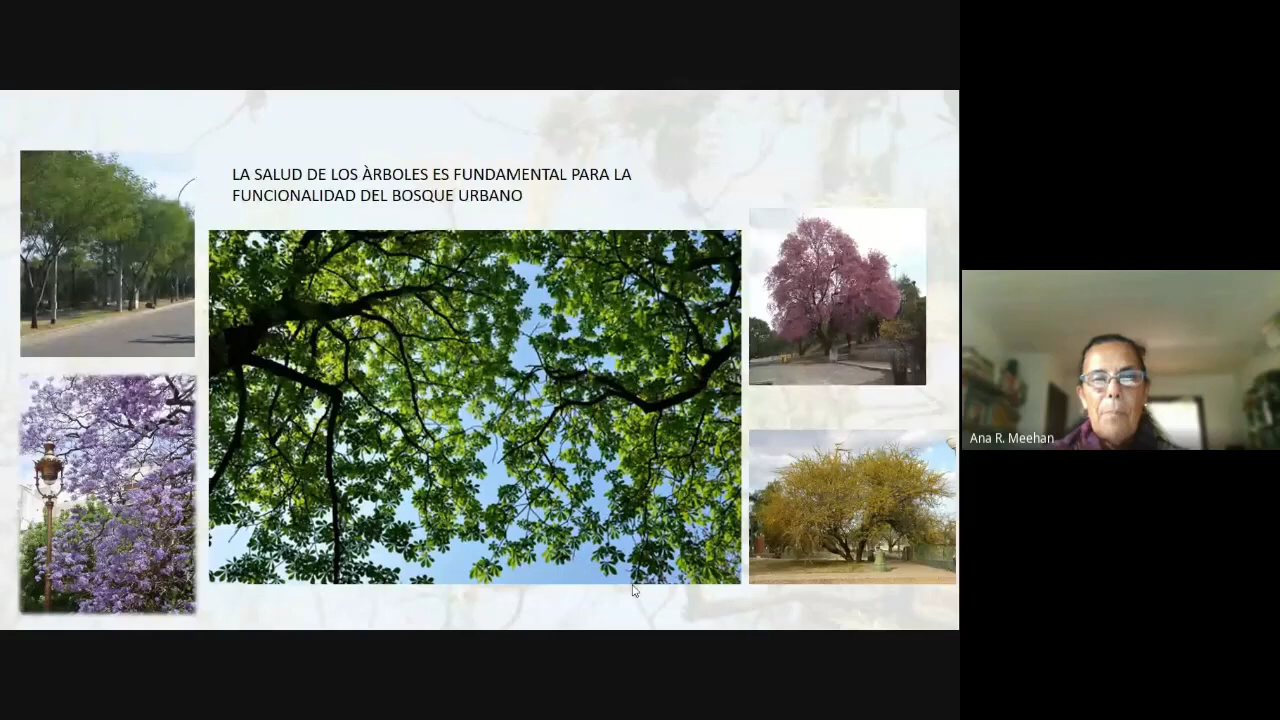 LA SALUD DE LOS ÀRBOLES ES FUNDAMENTAL PARA LA
FUNCIONALIDAD DEL BOSQUE URBANO
Ana R. Meehan